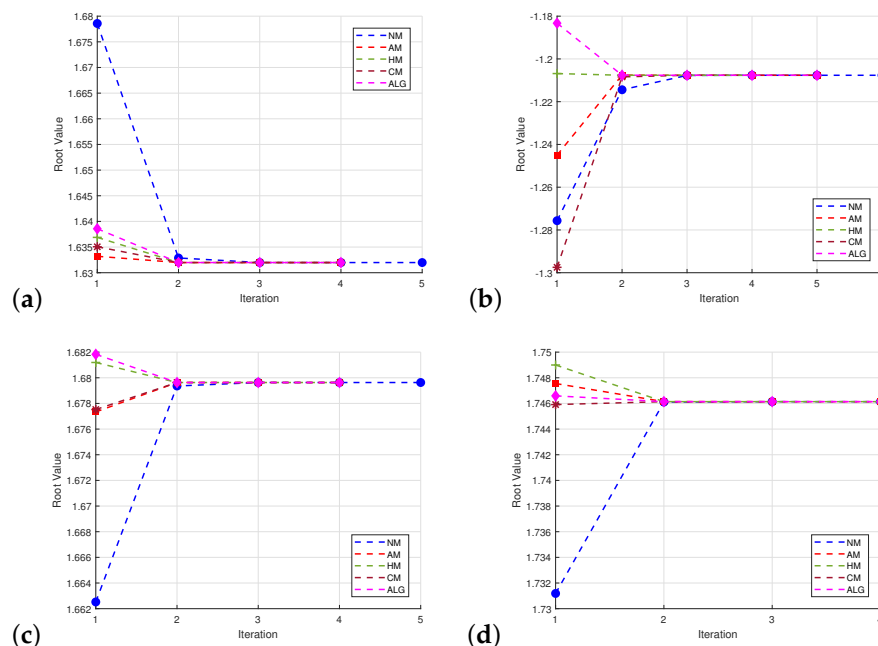 1.68
1.675
1.67
1.665
1.66
1.655
1.65
1.645
1.64
1.635
1.63
Root Value
NM
AM
HM
CM
ALG
1 2 3 4 5
Iteration
(a)
-1.18
-1.2
-1.22
-1.24
-1.26
-1.28
-1.3
Root Value
NM
AM
HM
CM
ALG
1 2 3 4 5
Iteration
(b)
1.682
1.68
1.678
1.676
1.674
1.672
1.67
1.668
1.666
1.664
1.662
Root Value
NM
AM
HM
CM
ALG
1 2 3 4 5
Iteration
(c)
1.75
1.748
1.746
1.744
1.742
1.74
1.738
1.736
1.734
1.732
1.73
Root Value
NM
AM
HM
CM
ALG
1 2 3
Iteration
(d)